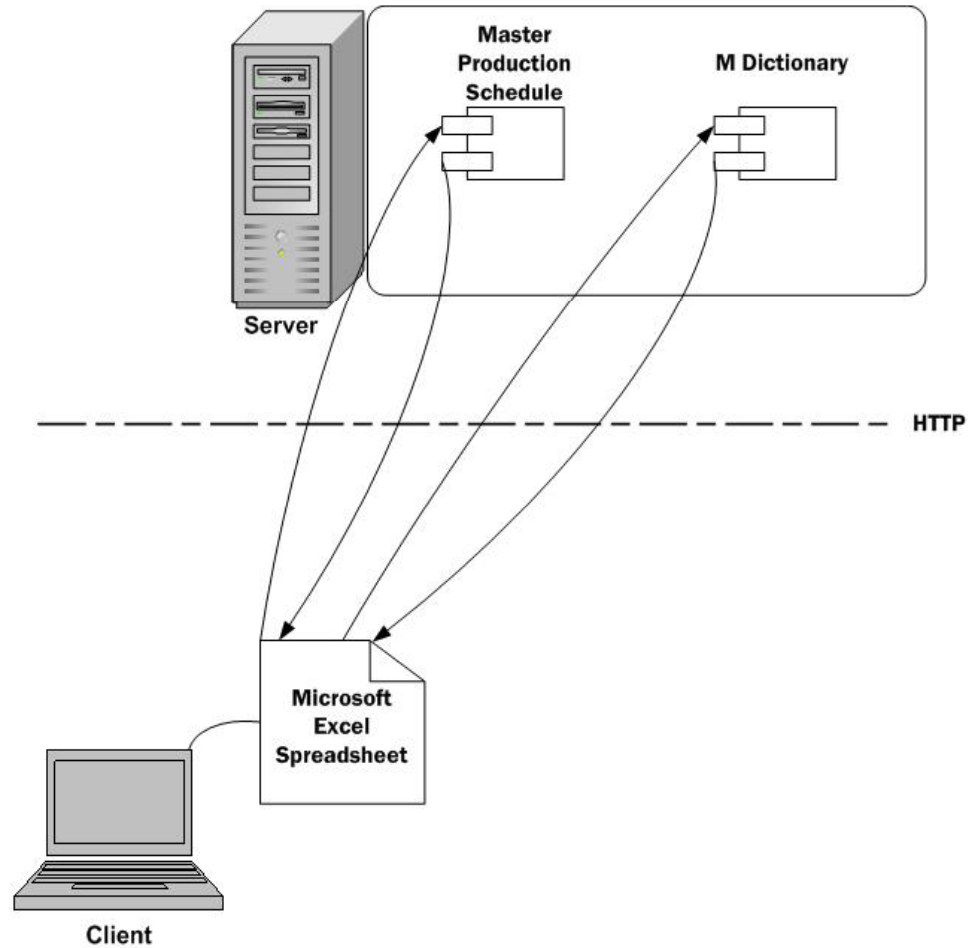 Master
Production
Schedule
M Dictionary
Server
HTTP
Microsoft
Excel
Spreadsheet
Client